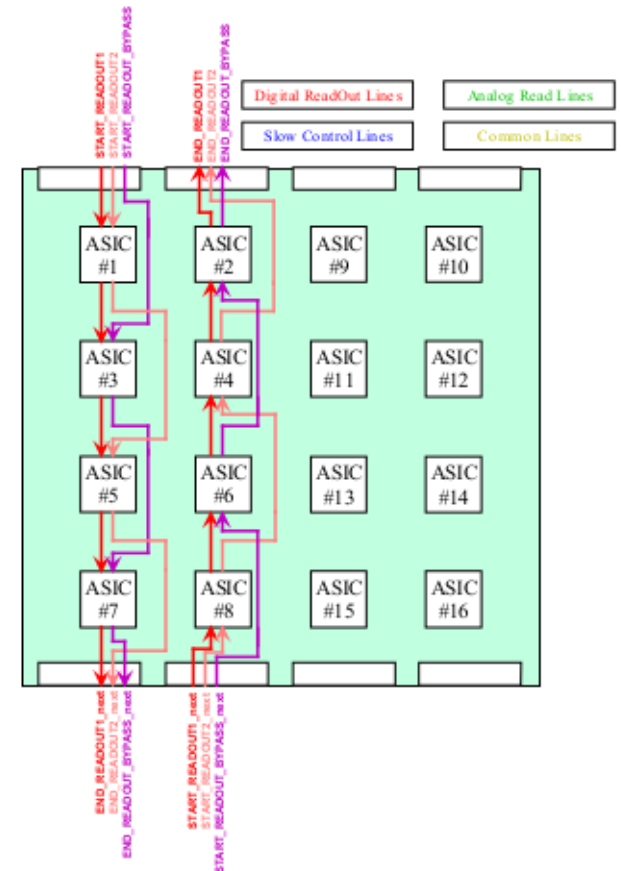 START_READOUT1
START_READOUT2
START_READOUT_BYPASS
END_READOUT1
END_READOUT2
END_READOUT_BYPASS
Digital ReadOut Lines
Analog Read Lines
Slow Control Lines
Common Lines
ASIC
#1
ASIC
#2
ASIC
#9
ASIC
#10
ASIC
#3
ASIC
#4
ASIC
#11
ASIC
#12
ASIC
#5
ASIC
#6
ASIC
#13
ASIC
#14
ASIC
#7
ASIC
#8
ASIC
#15
ASIC
#16
END_READOUT1_next
END_READOUT2_next
END_READOUT_BYPASS_next
START_READOUT1_next
START_READOUT2_next
START_READOUT_BYPASS_next